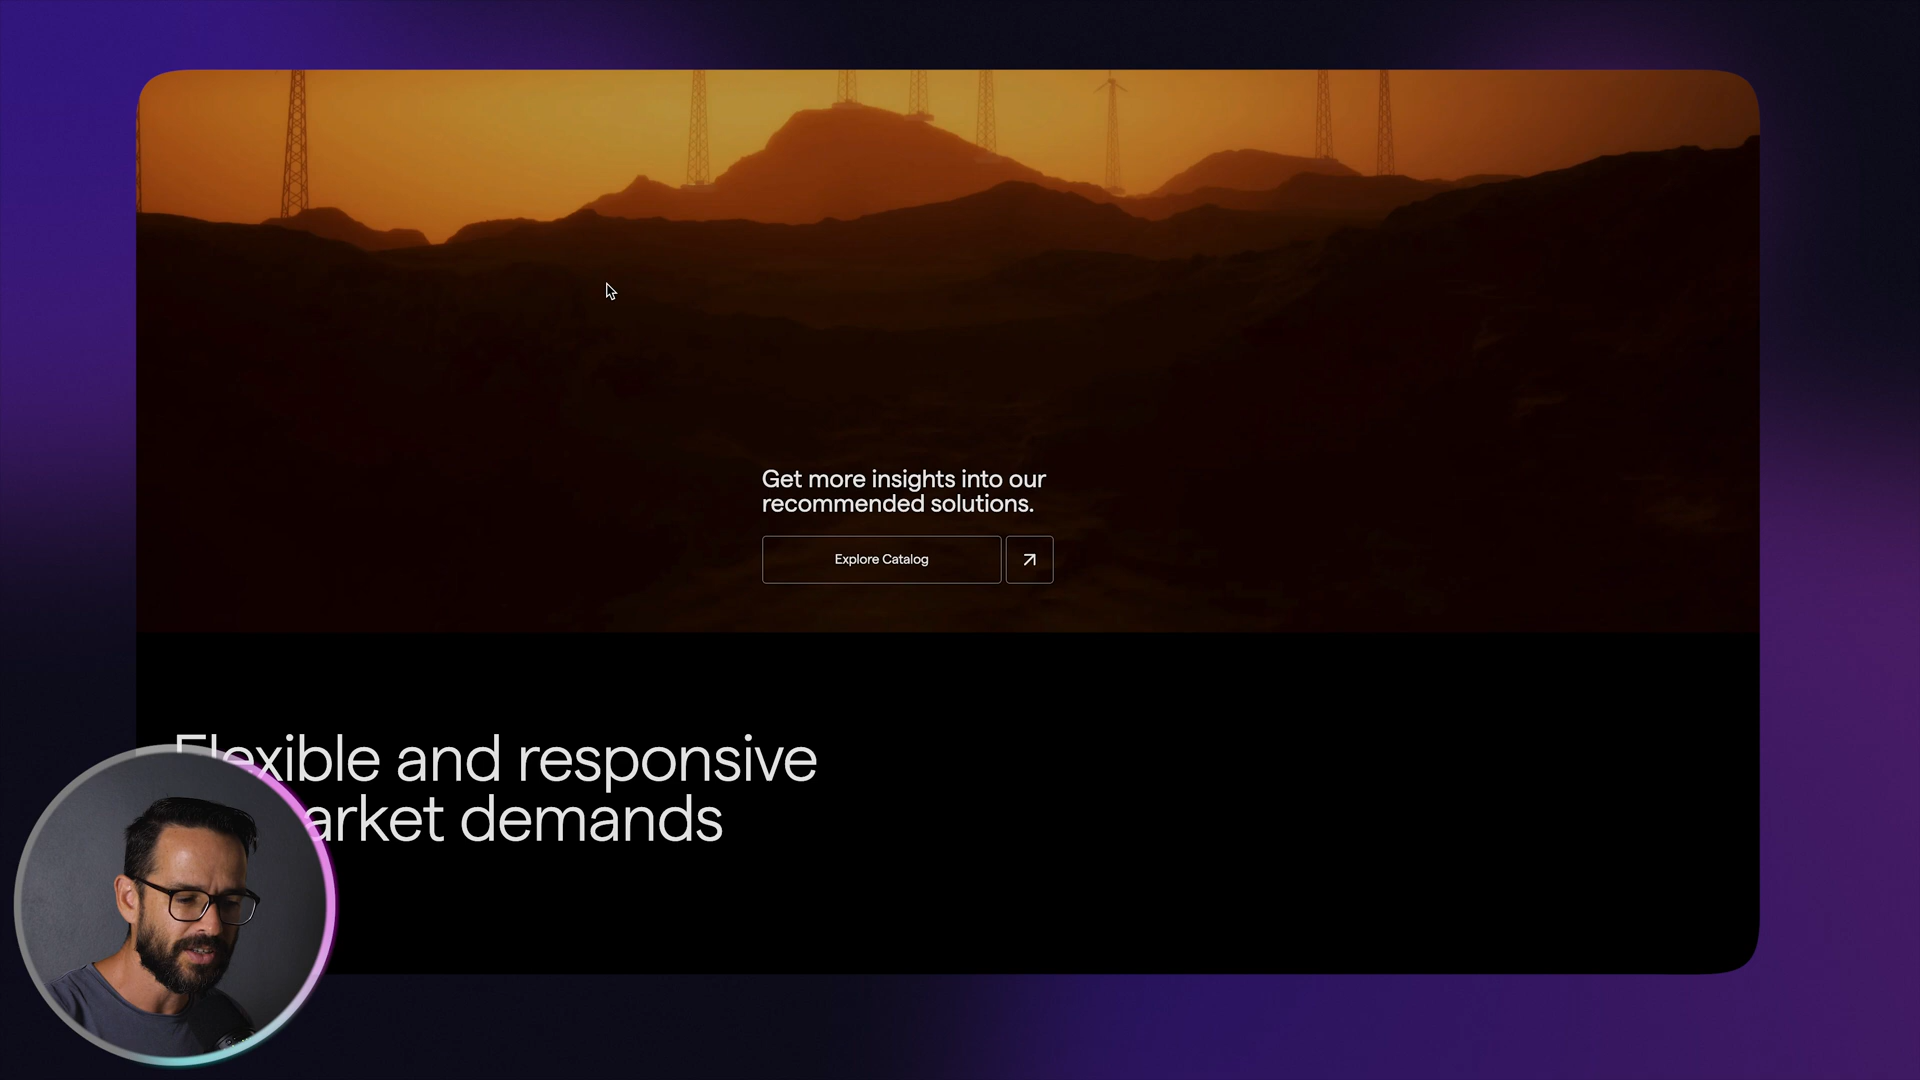 Get more insights into our
recommended solutions.
Explore Catalog
Flexible and responsive
market demands